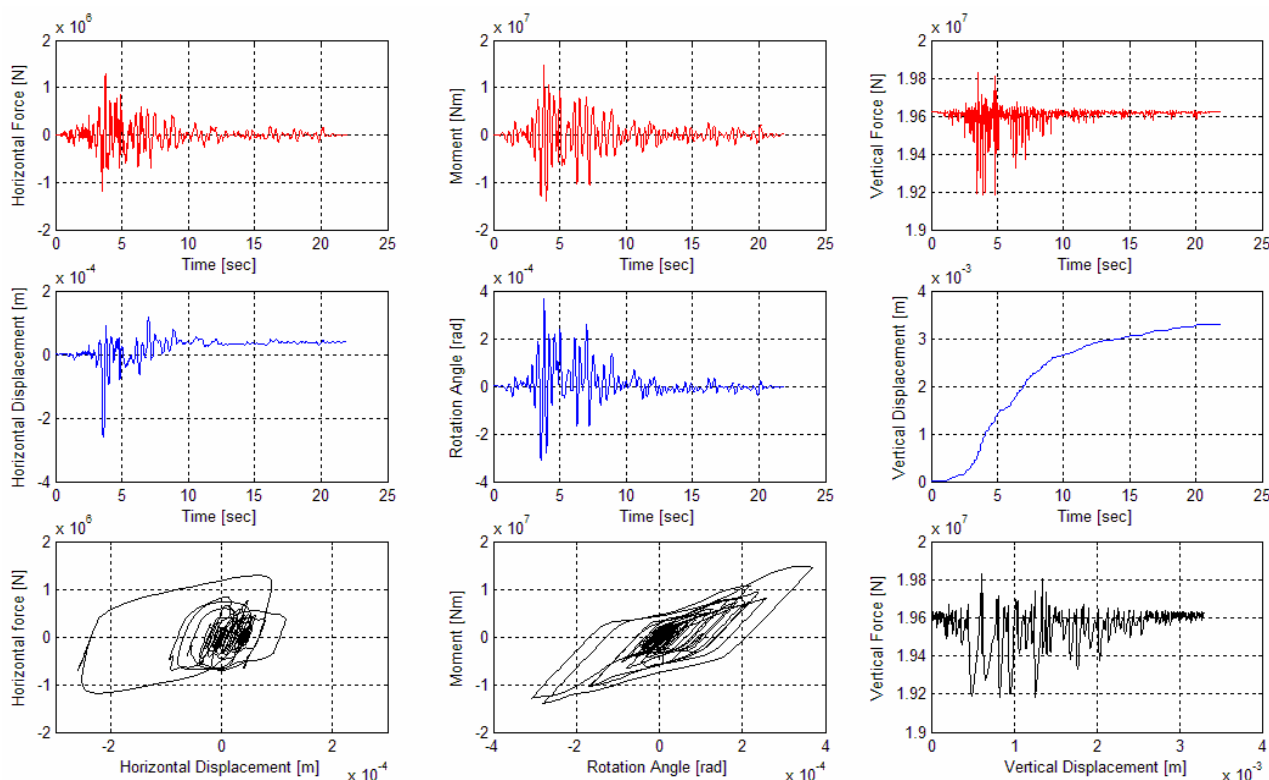 x 10^6
Horizontal Force [N]
2
1
0
-1
-2
0 5 10 15 20 25
Time [sec]
x 10^7
Moment [Nm]
2
1
0
-1
-2
0 5 10 15 20 25
Time [sec]
x 10^7
Vertical Force [N]
2
1.98
1.96
1.94
1.92
1.9
0 5 10 15 20 25
Time [sec]
x 10^-4
Horizontal Displacement [m]
2
0
-2
-4
0 5 10 15 20 25
Time [sec]
x 10^-4
Rotation Angle [rad]
4
2
0
-2
-4
0 5 10 15 20 25
Time [sec]
x 10^-3
Vertical Displacement [m]
4
3
2
1
0
0 5 10 15 20 25
Time [sec]
x 10^6
Horizontal force [N]
2
1
0
-1
-2
-2 0 2
Horizontal Displacement [m]
x 10^-4
x 10^7
Moment [Nm]
2
1
0
-1
-2
-4 -2 0 2 4
Rotation Angle [rad]
x 10^-4
x 10^7
Vertical Force [N]
2
1.98
1.96
1.94
1.92
1.9
0 1 2 3 4
Vertical Displacement [m]
x 10^-3